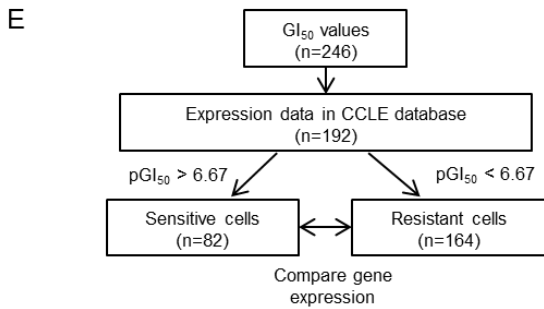 E
GI50 values
(n=246)
Expression data in CCLE database
(n=192)
pGI50 > 6.67
pGI50 < 6.67
Sensitive cells
(n=82)
Resistant cells
(n=164)
Compare gene
expression